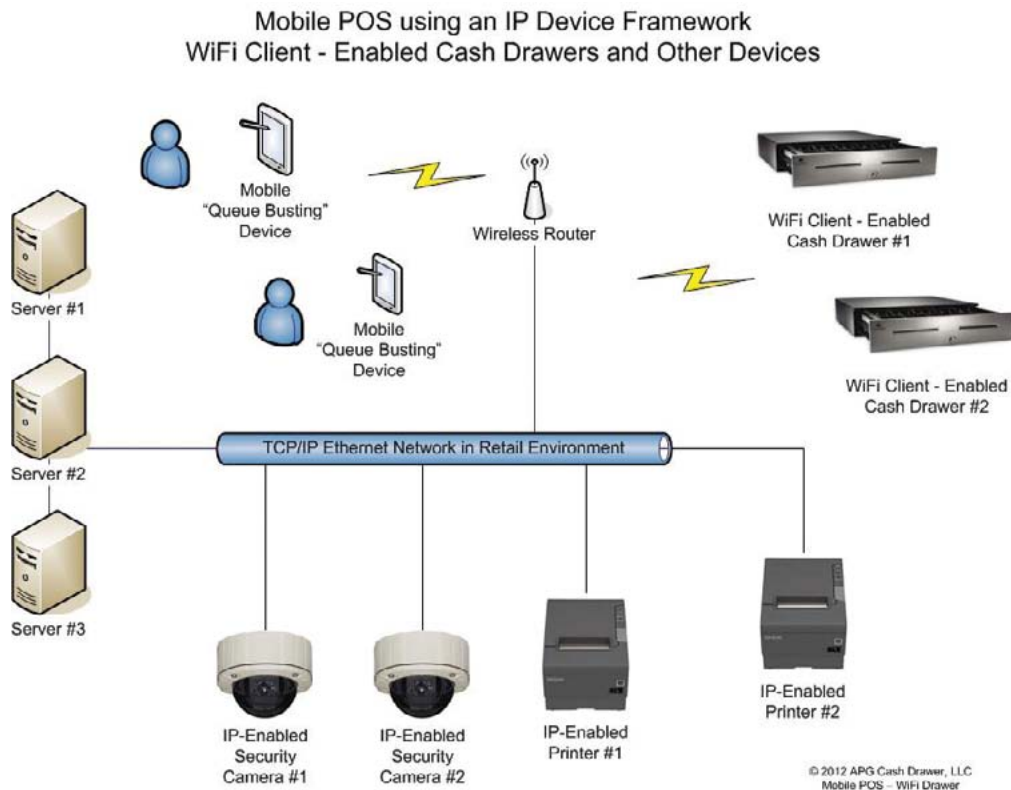 Mobile POS using an IP Device Framework
WiFi Client - Enabled Cash Drawers and Other Devices
Mobile
"Queue Busting"
Device
Wireless Router
WiFi Client - Enabled
Cash Drawer #1
Server #1
Mobile
"Queue Busting"
Device
WiFi Client - Enabled
Cash Drawer #2
TCP/IP Ethernet Network in Retail Environment
Server #2
Server #3
IP-Enabled
Security
Camera #1
IP-Enabled
Security
Camera #2
IP-Enabled
Printer #1
IP-Enabled
Printer #2
© 2012 APG Cash Drawer, LLC
Mobile POS – WiFi Drawer